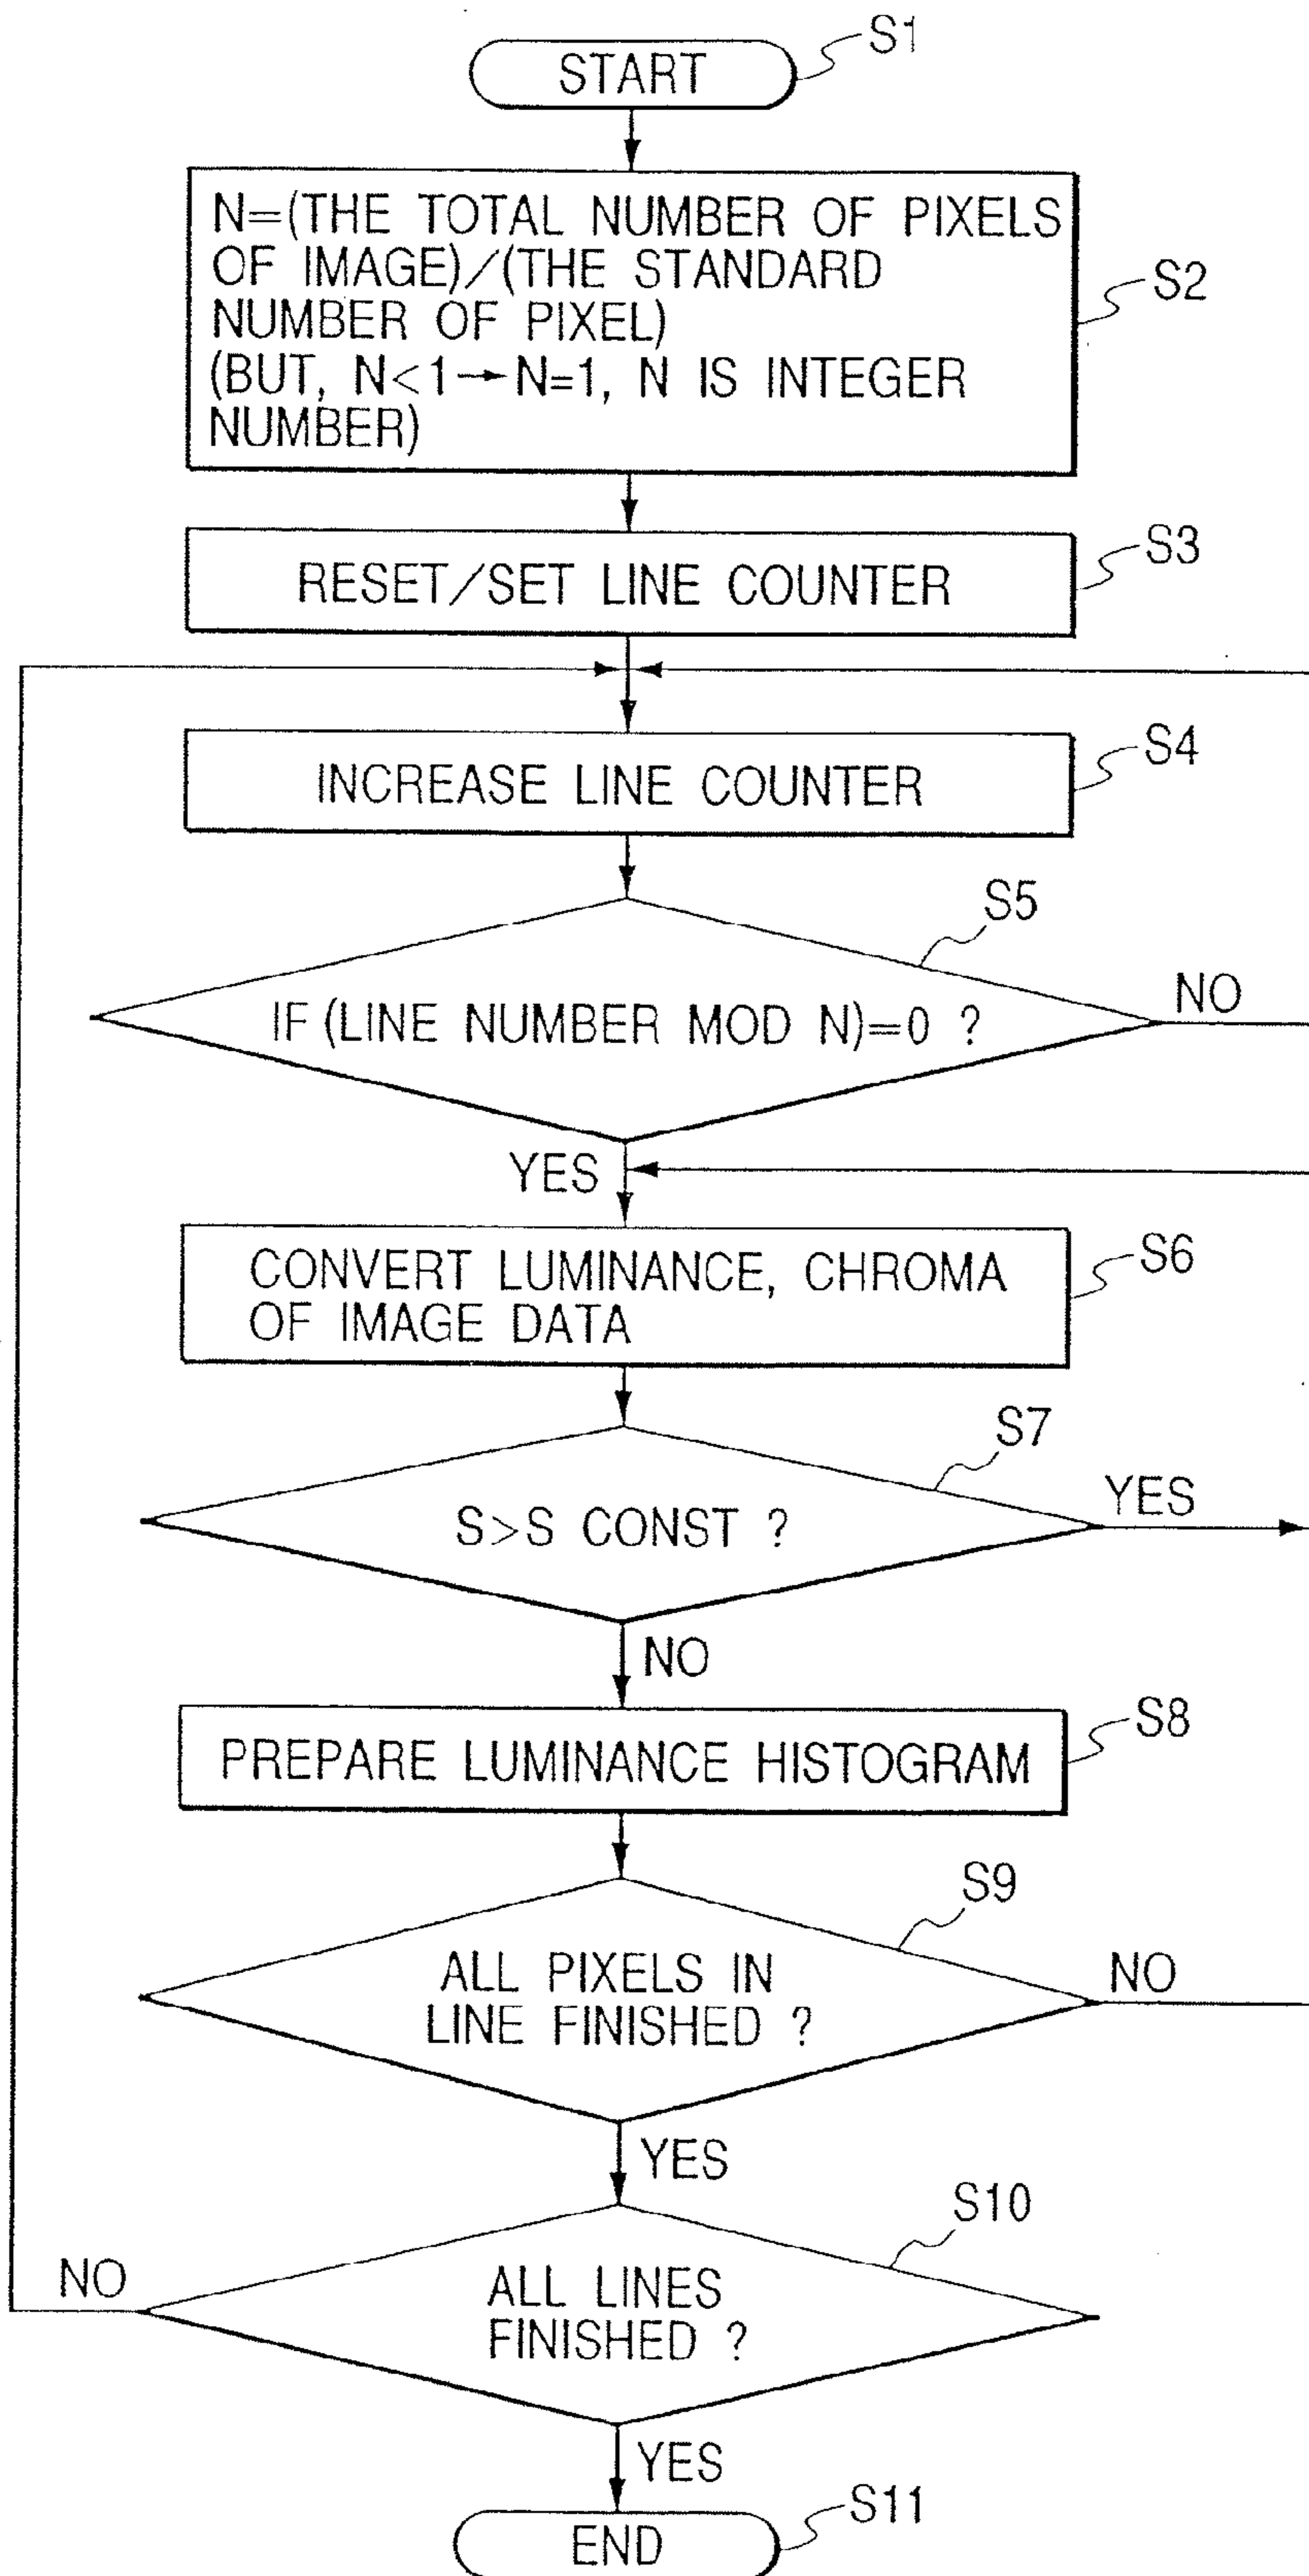 START
S1
N=(THE TOTAL NUMBER OF PIXELS
OF IMAGE)/(THE STANDARD
NUMBER OF PIXEL)
(BUT, N<1→N=1, N IS INTEGER
NUMBER)
S2
RESET/SET LINE COUNTER
S3
INCREASE LINE COUNTER
S4
S5
IF (LINE NUMBER MOD N)=0 ?
NO
YES
CONVERT LUMINANCE, CHROMA
OF IMAGE DATA
S6
S7
S>S CONST ?
YES
NO
PREPARE LUMINANCE HISTOGRAM
S8
S9
ALL PIXELS IN
LINE FINISHED ?
NO
YES
S10
ALL LINES
FINISHED ?
NO
YES
END
S11